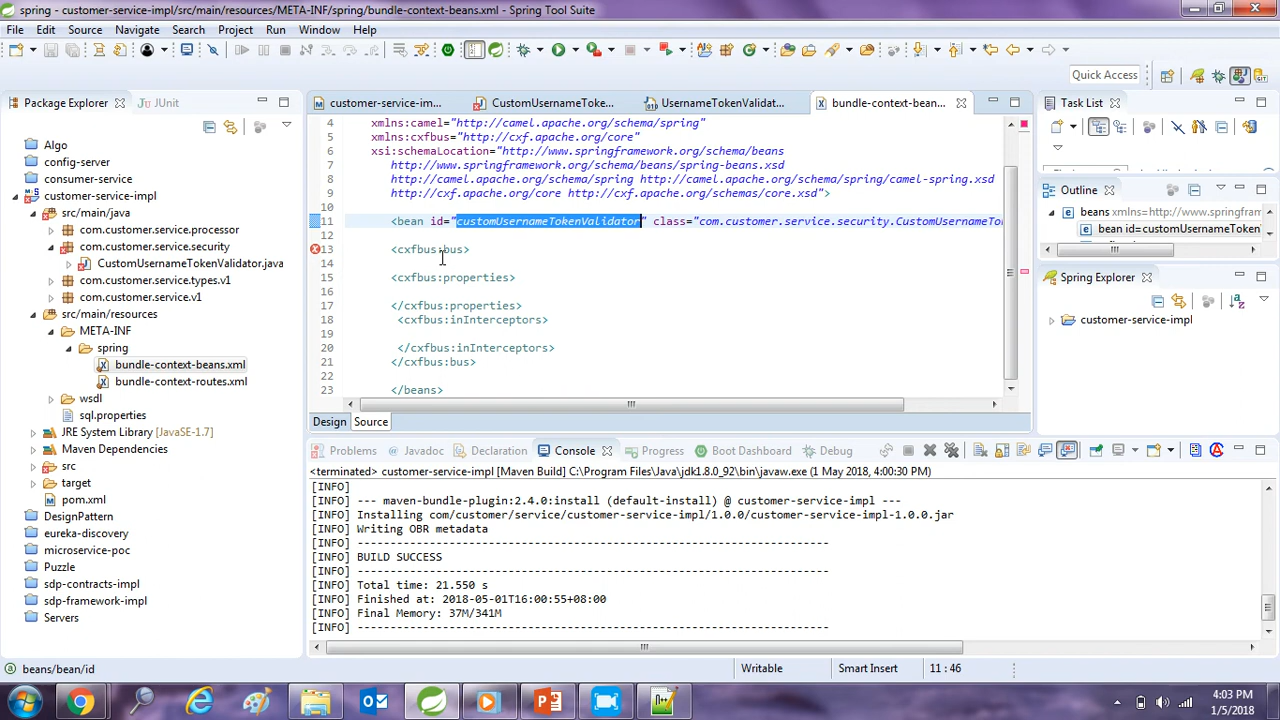 spring - customer-service-impl/src/main/resources/META-INF/spring/bundle-context-beans.xml - Spring Tool Suite
File Edit Source Navigate Search Project Run Window Help
Quick Access
Package Explorer
JUnit
Algo
config-server
consumer-service
customer-service-impl
src/main/java
com.customer.service.processor
com.customer.service.security
CustomUsernameTokenValidator.java
com.customer.service.types.v1
com.customer.service.v1
src/main/resources
META-INF
spring
bundle-context-beans.xml
bundle-context-routes.xml
wsdl
sql.properties
JRE System Library [JavaSE-1.7]
Maven Dependencies
src
target
pom.xml
DesignPattern
eureka-discovery
microservice-poc
Puzzle
sdp-contracts-impl
sdp-framework-impl
Servers
customer-service-im... CustomUsernameToke... UsernameTokenValidat... bundle-context-bean...
4 xmlns:camel="http://camel.apache.org/schema/spring"
5 xmlns:cxfbus="http://cxf.apache.org/core"
6 xsi:schemaLocation="http://www.springframework.org/schema/beans
7 http://www.springframework.org/schema/beans/spring-beans.xsd
8 http://camel.apache.org/schema/spring http://camel.apache.org/schema/spring/camel-spring.xsd
9 http://cxf.apache.org/core http://cxf.apache.org/schemas/core.xsd">
10
11 <bean id="customUsernameTokenValidator" class="com.customer.service.security.CustomUsernameTo
12
13 <cxfbus:bus>
14
15 <cxfbus:properties>
16
17 </cxfbus:properties>
18 <cxfbus:inInterceptors>
19
20 </cxfbus:inInterceptors>
21 </cxfbus:bus>
22
23 </beans>
Design Source
Task List
Outline
beans xmlns=http://www.springfram
bean id=customUsernameTokenVali
Spring Explorer
customer-service-impl
Problems Javadoc Declaration Console Progress Boot Dashboard Debug
<terminated> customer-service-impl [Maven Build] C:\Program Files\Java\jdk1.8.0_92\bin\javaw.exe (1 May 2018, 4:00:30 PM)
[INFO]
[INFO] --- maven-bundle-plugin:2.4.0:install (default-install) @ customer-service-impl ---
[INFO] Installing com/customer/service/customer-service-impl/1.0.0/customer-service-impl-1.0.0.jar
[INFO] Writing OBR metadata
[INFO] ------------------------------------------------------------------------
[INFO] BUILD SUCCESS
[INFO] ------------------------------------------------------------------------
[INFO] Total time: 21.550 s
[INFO] Finished at: 2018-05-01T16:00:55+08:00
[INFO] Final Memory: 37M/341M
[INFO] ------------------------------------------------------------------------
beans/bean/id
Writable Smart Insert 11 : 46
4:03 PM
1/5/2018